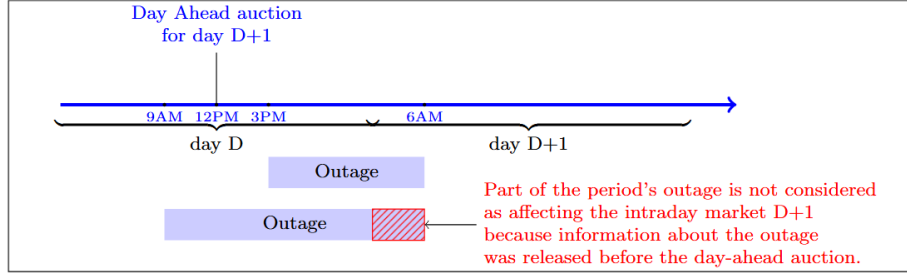 Day Ahead auction
for day D+1
9AM 12PM 3PM 6AM
day D day D+1
Outage
Outage
Part of the period's outage is not considered
as affecting the intraday market D+1
because information about the outage
was released before the day-ahead auction.